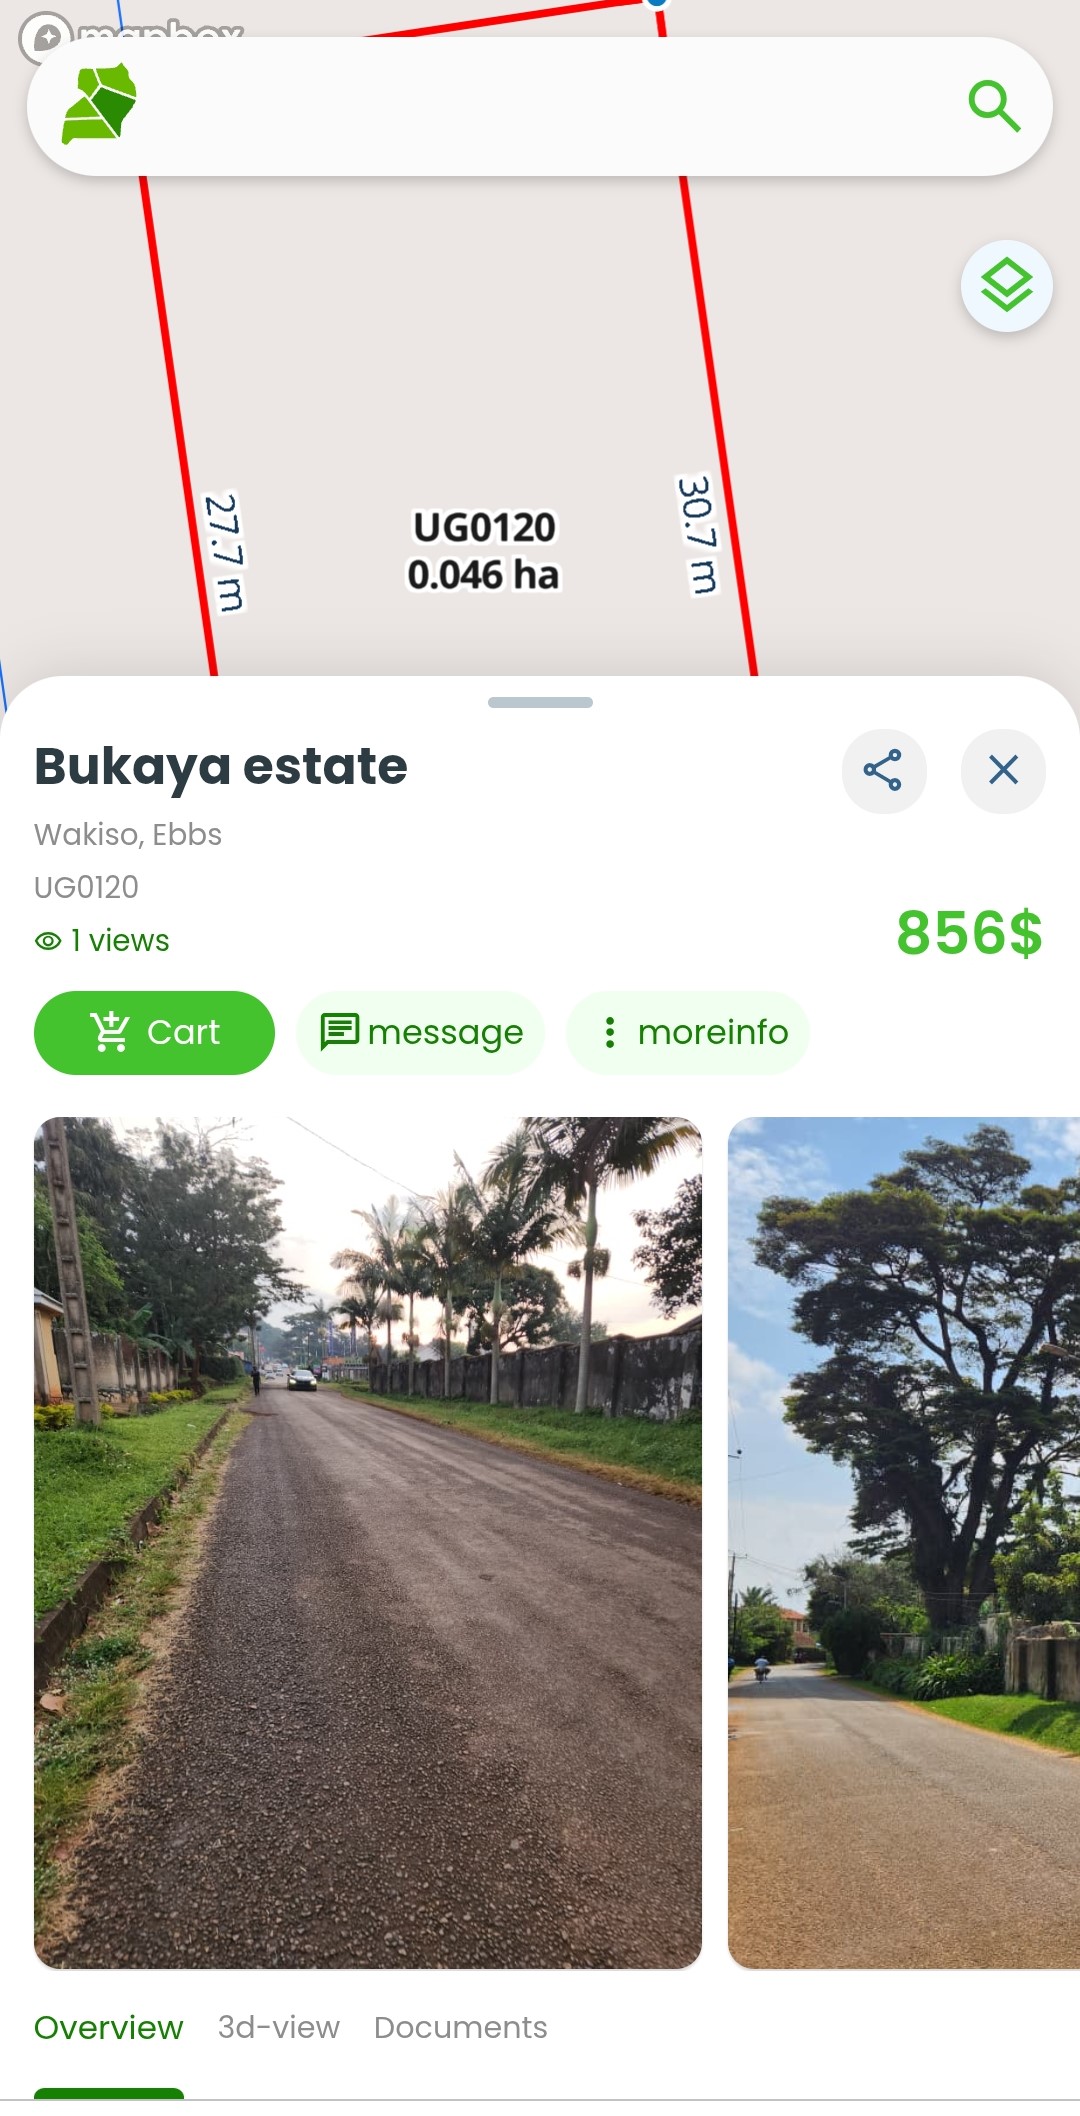 mapbox
27.7 m
30.7 m
UG0120
0.046 ha
Bukaya estate
Wakiso, Ebbs
UG0120
1 views
856$
Cart
message
moreinfo
Overview
3d-view
Documents